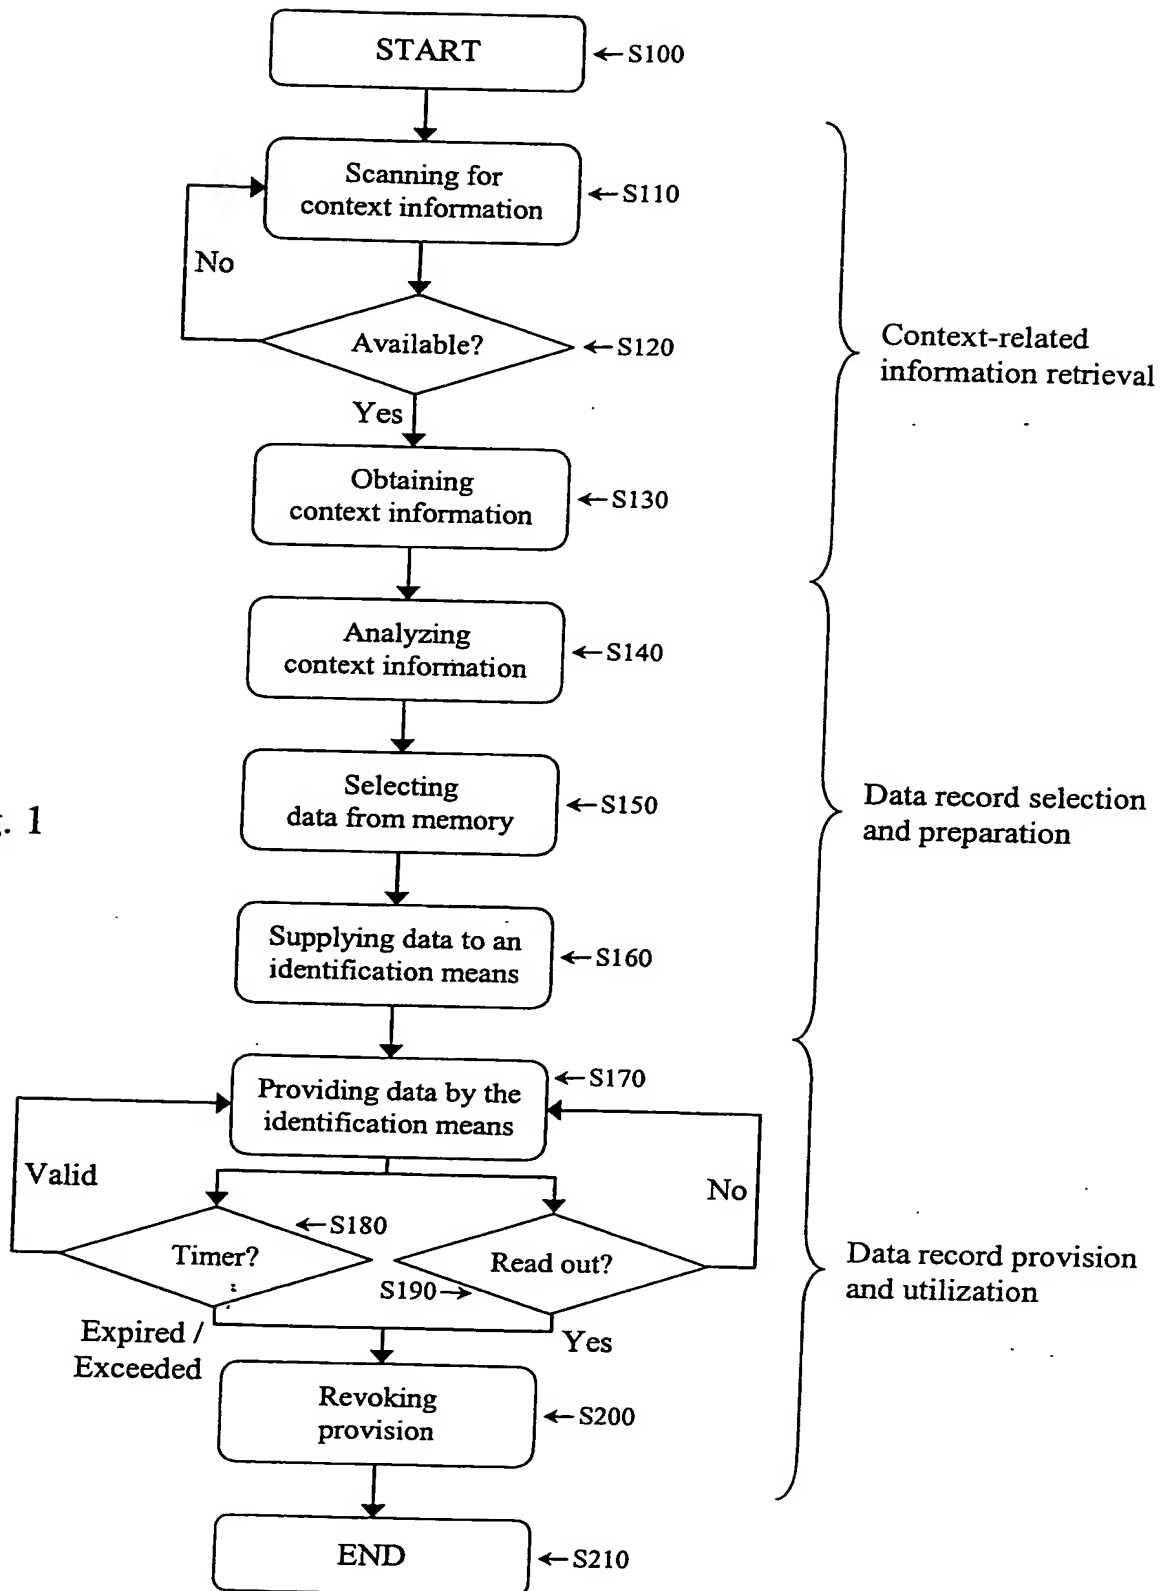 START
←S100
Scanning for
context information
←S110
No
Available?
←S120
Context-related
information retrieval
Yes
Obtaining
context information
←S130
Analyzing
context information
←S140
Selecting
data from memory
←S150
Data record selection
and preparation
. 1
Supplying data to an
identification means
←S160
Providing data by the
identification means
←S170
Valid
No
Timer?
←S180
Read out?
S190→
Data record provision
and utilization
Expired /
Exceeded
Yes
Revoking
provision
←S200
END
←S210